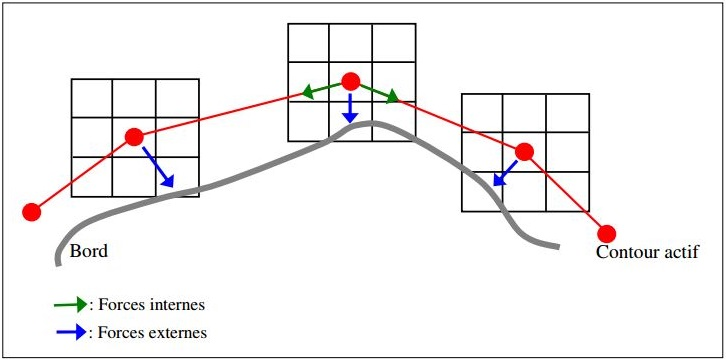 Bord
Contour actif
: Forces internes
: Forces externes